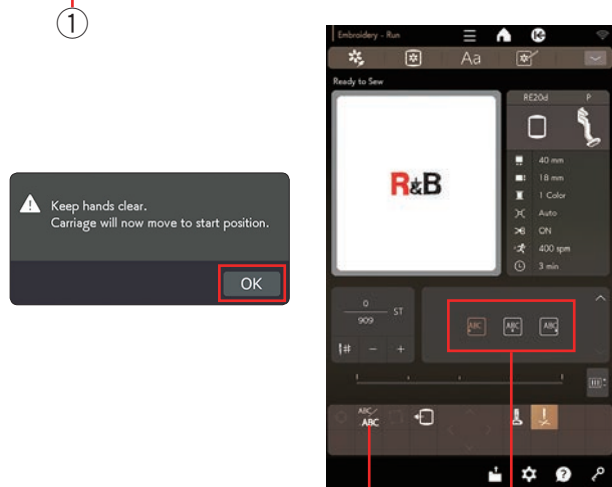 1
Keep hands clear.
Carriage will now move to start position.
OK
Embroidery - Run
Aa
Ready to Sew
RE20d P
R&B
40 mm
18 mm
1 Color
Auto
ON
400 spm
3 min
0
909
ST
# - +
ABC ABC ABC
ABC
ABC